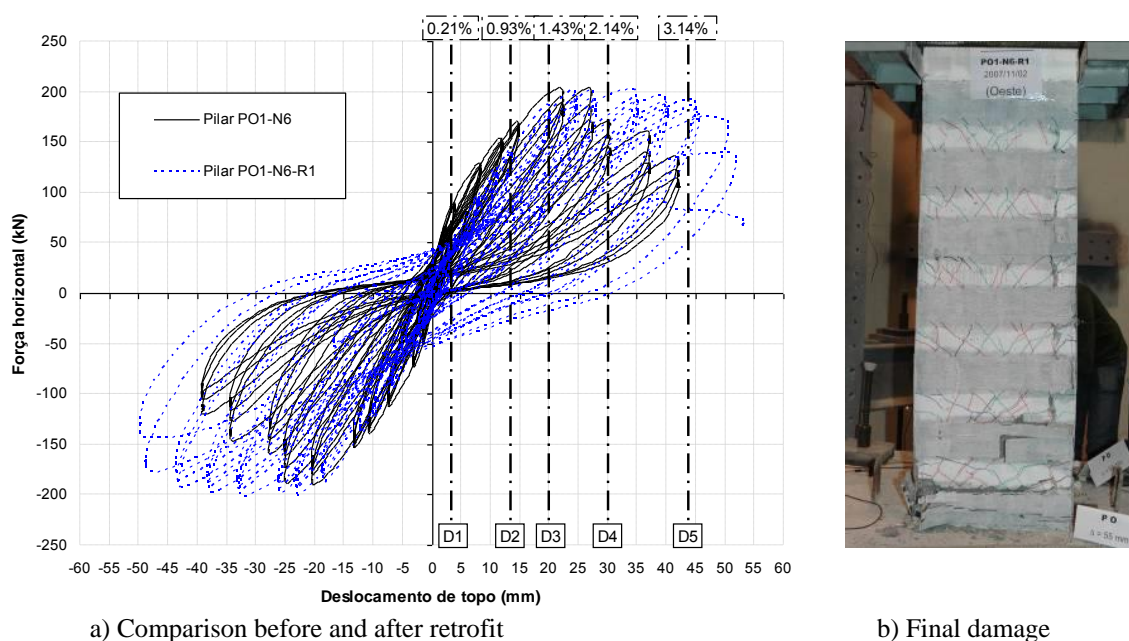 0.21% 0.93% 1.43% 2.14% 3.14%
250
200
150
100
50
0
-50
-100
-150
-200
-250
Força horizontal (kN)
Pilar PO1-N6
Pilar PO1-N6-R1
D1 D2 D3 D4 D5
-60 -55 -50 -45 -40 -35 -30 -25 -20 -15 -10 -5 0 5 10 15 20 25 30 35 40 45 50 55 60
Deslocamento de topo (mm)
a) Comparison before and after retrofit
PO1-N6-R1
2007/11/02
(Oeste)
P O
P O
Δ = 55 mm
b) Final damage